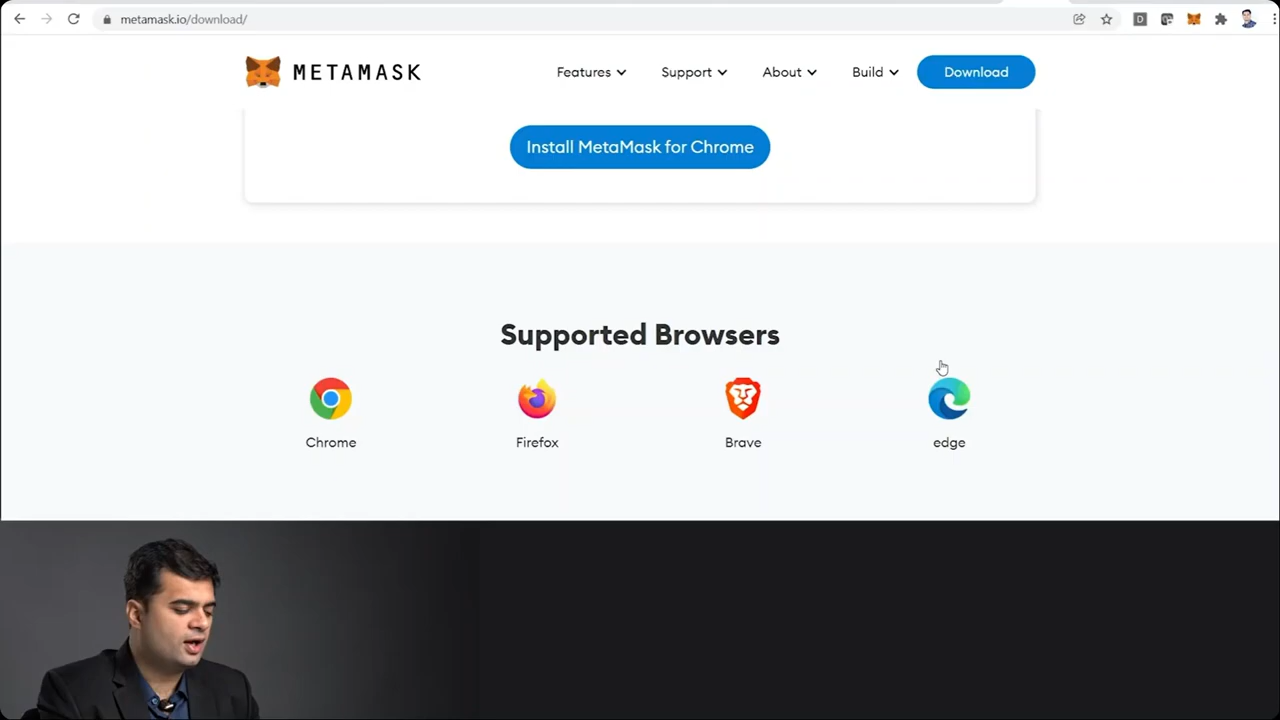 metamask.io/download/
D
METAMASK
Features
Support
About
Build
Download
Install MetaMask for Chrome
Supported Browsers
Chrome
Firefox
Brave
edge